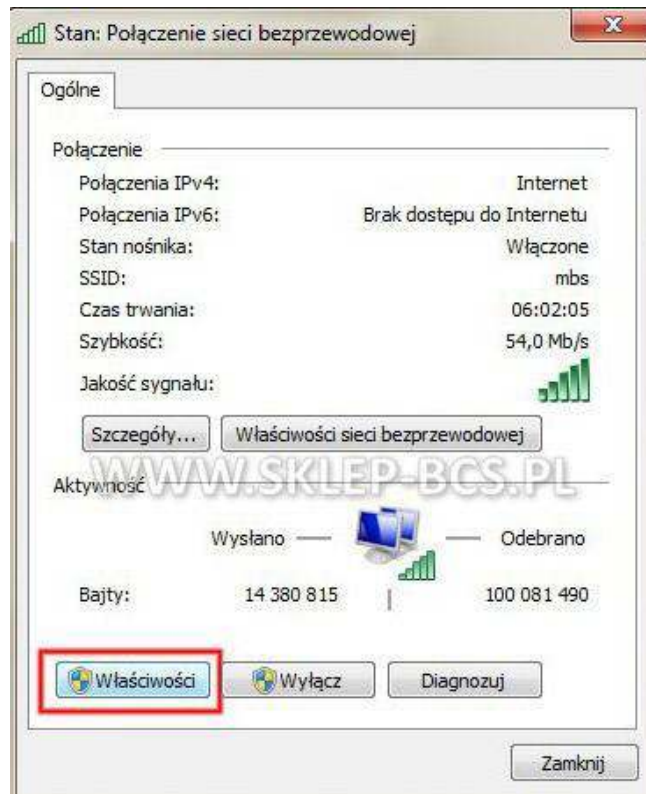 Stan: Połączenie sieci bezprzewodowej
Ogólne
Połączenie
Połączenia IPv4: Internet
Połączenia IPv6: Brak dostępu do Internetu
Stan nośnika: Włączone
SSID: mbs
Czas trwania: 06:02:05
Szybkość: 54,0 Mb/s
Jakość sygnału:
Szczegóły... Właściwości sieci bezprzewodowej
WWW.SKLEP-BCS.PL
Aktywność
Wysłano Odebrano
Bajty: 14 380 815 100 081 490
Właściwości Wyłącz Diagnozuj
Zamknij